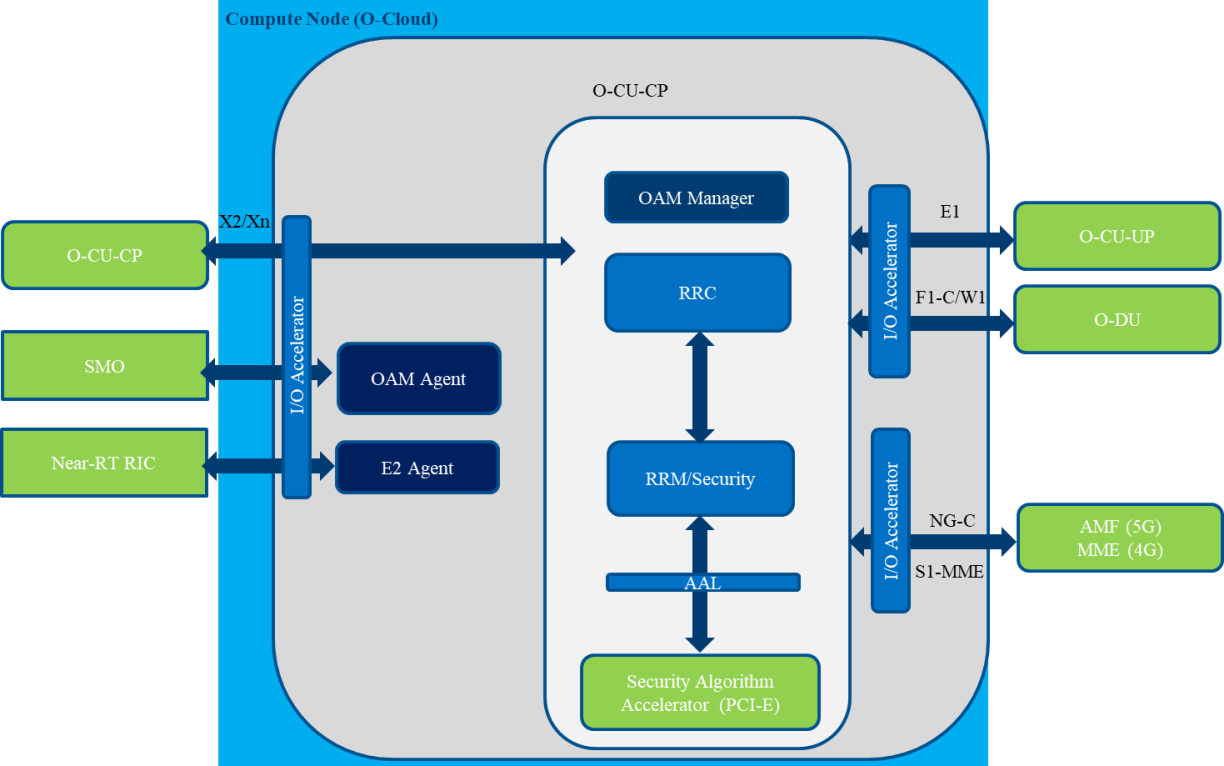 Compute Node (O-Cloud)
O-CU-CP
OAM Manager
X2/Xn
E1
O-CU-CP
O-CU-UP
RRC
F1-C/W1
O-DU
I/O Accelerator
I/O Accelerator
SMO
OAM Agent
Near-RT RIC
E2 Agent
RRM/Security
I/O Accelerator
NG-C
AMF (5G)
MME (4G)
S1-MME
AAL
Security Algorithm
Accelerator (PCI-E)